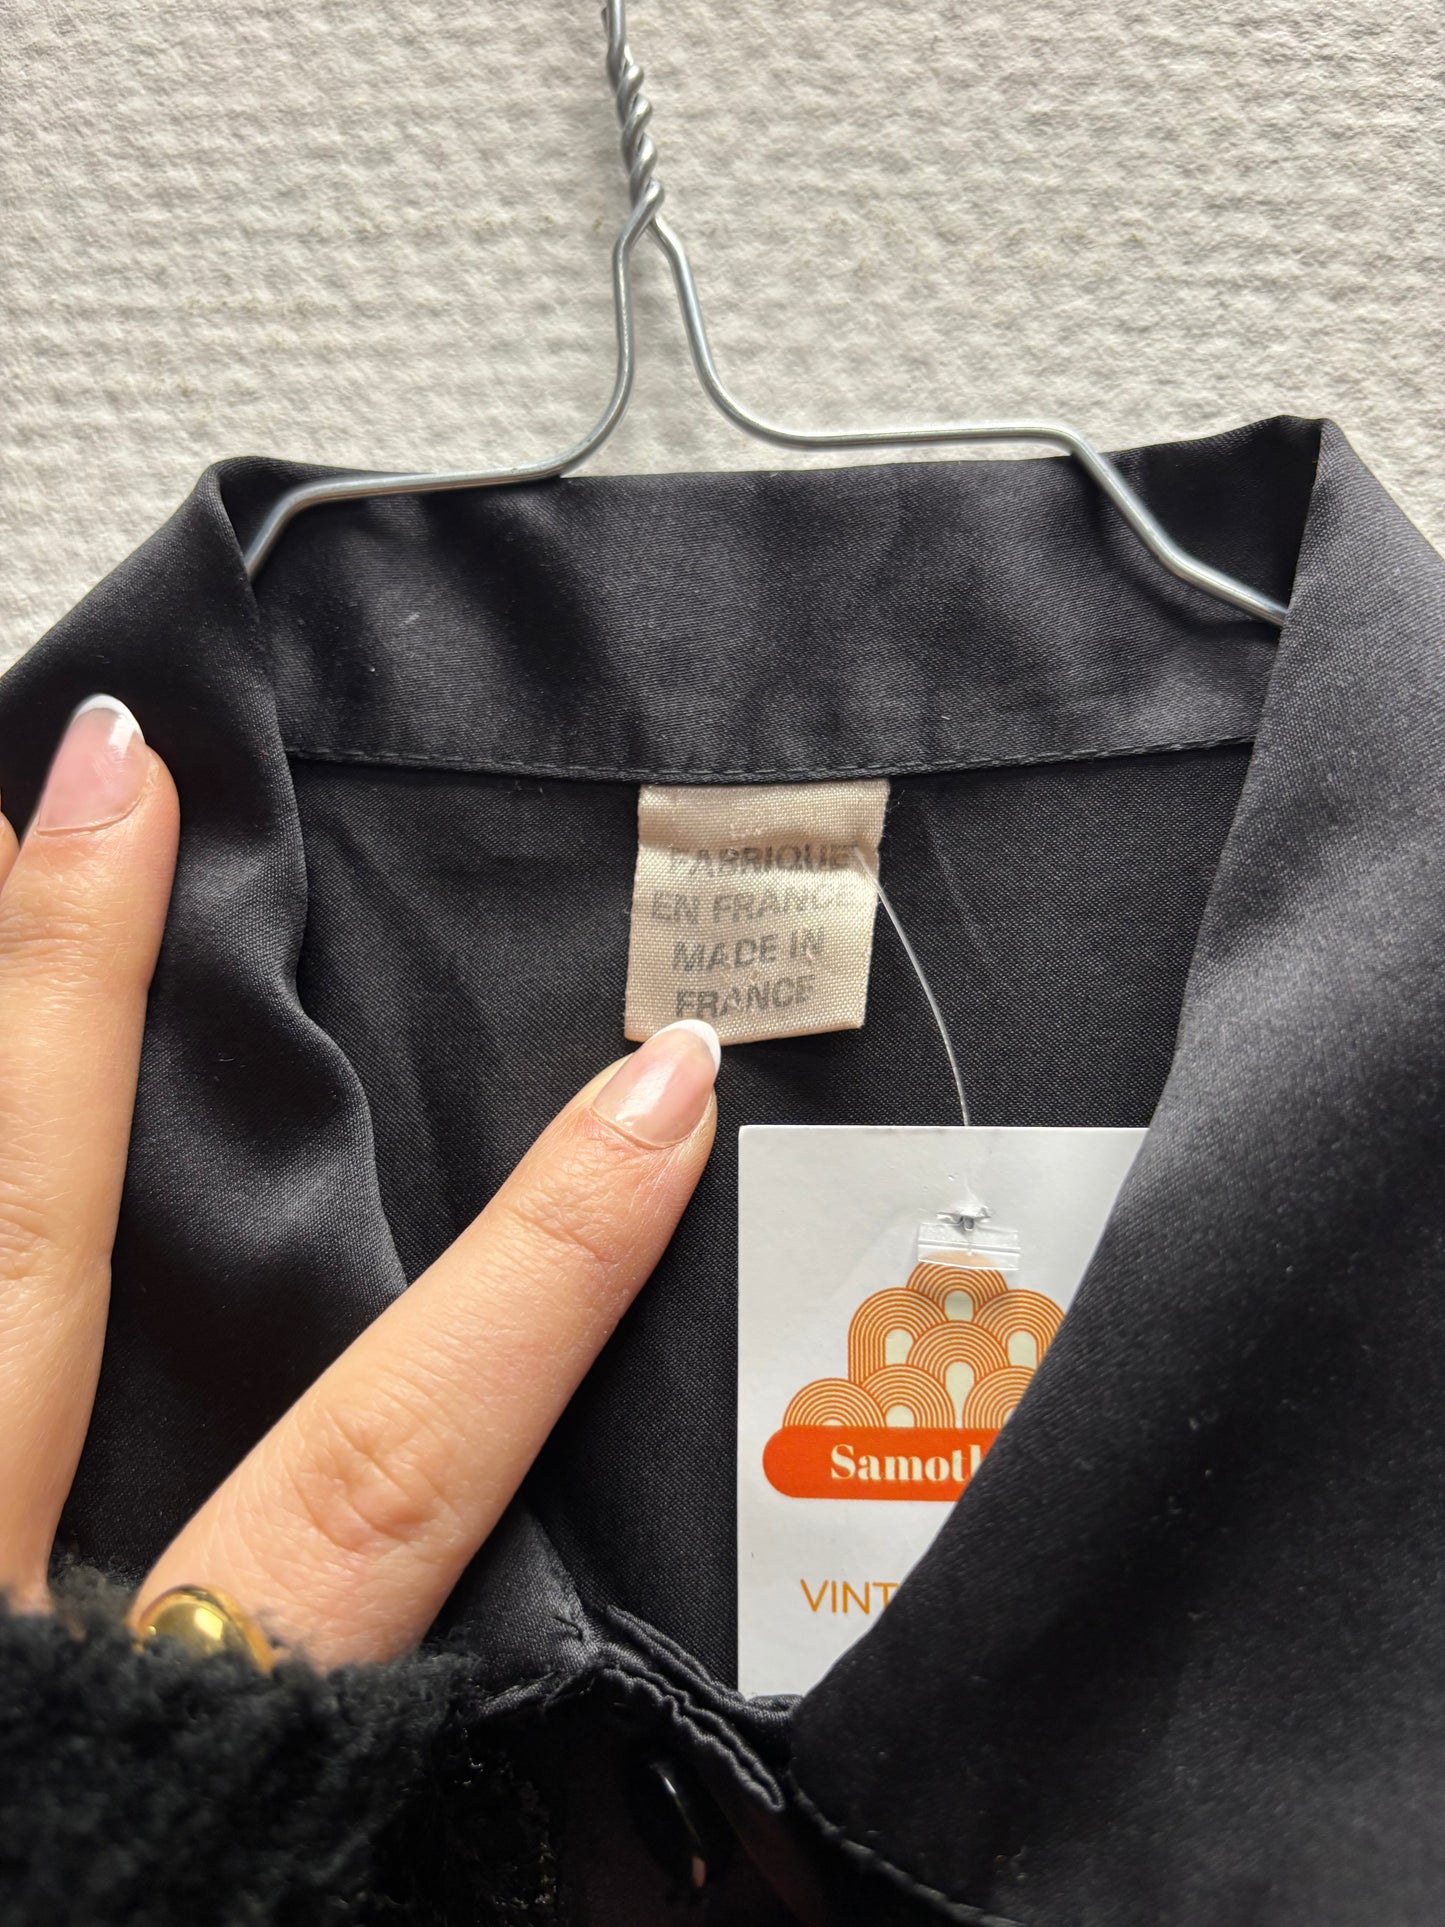 FABRIQUE
EN FRANCE
MADE IN
FRANCE
Samoth
VINT